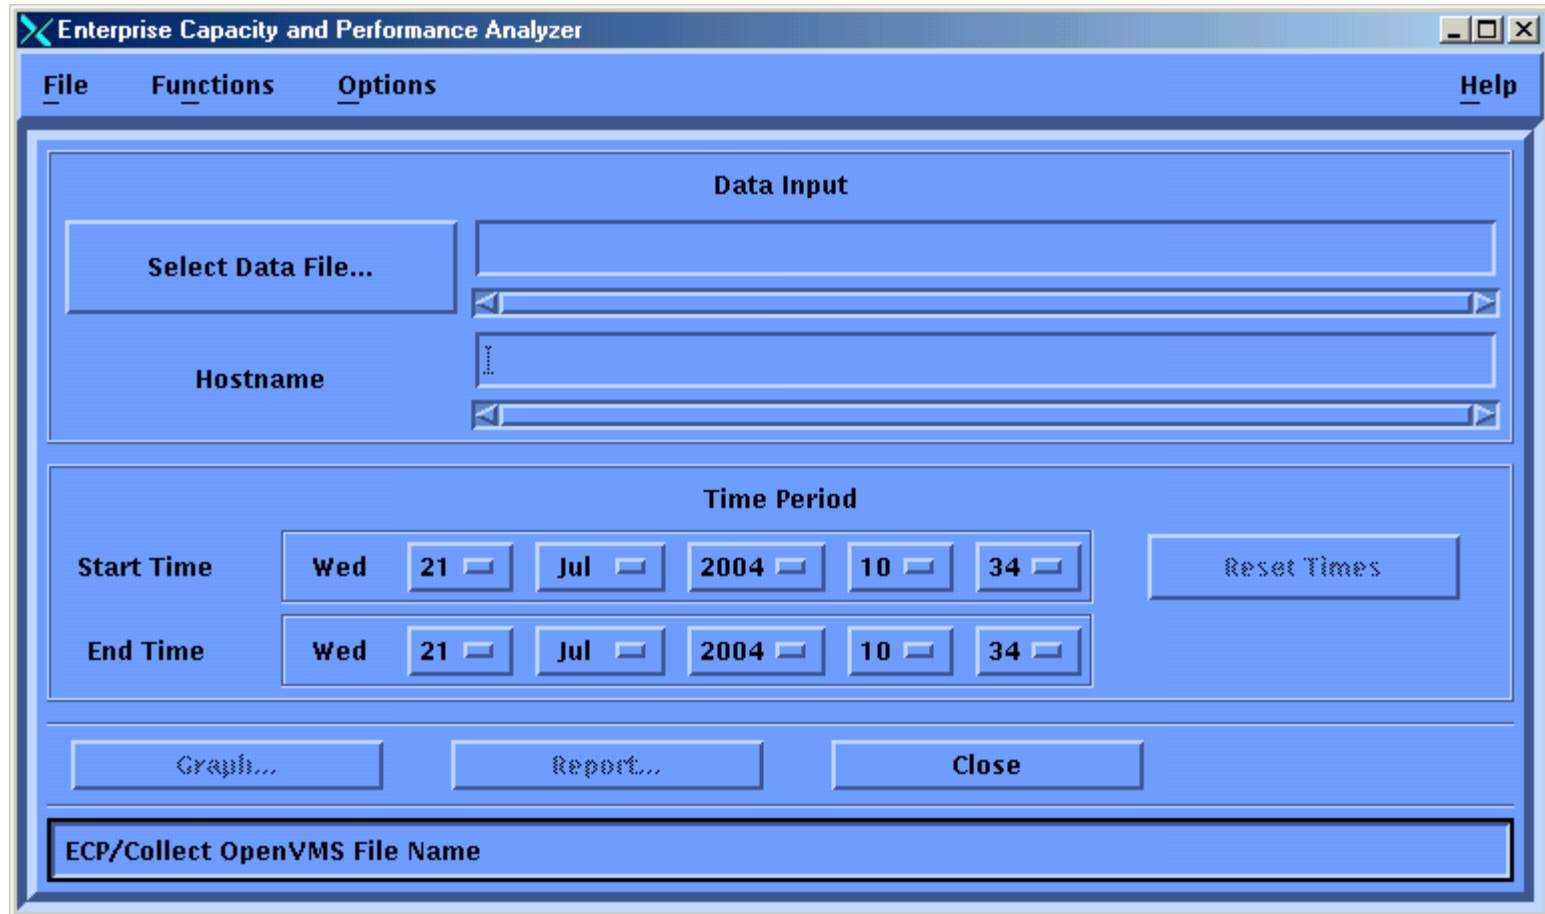 Enterprise Capacity and Performance Analyzer
File Functions Options Help
Data Input
Select Data File...
Hostname
Time Period
Start Time Wed 21 Jul 2004 10 34 Reset Times
End Time Wed 21 Jul 2004 10 34
Graph... Report... Close
ECP/Collect OpenVMS File Name